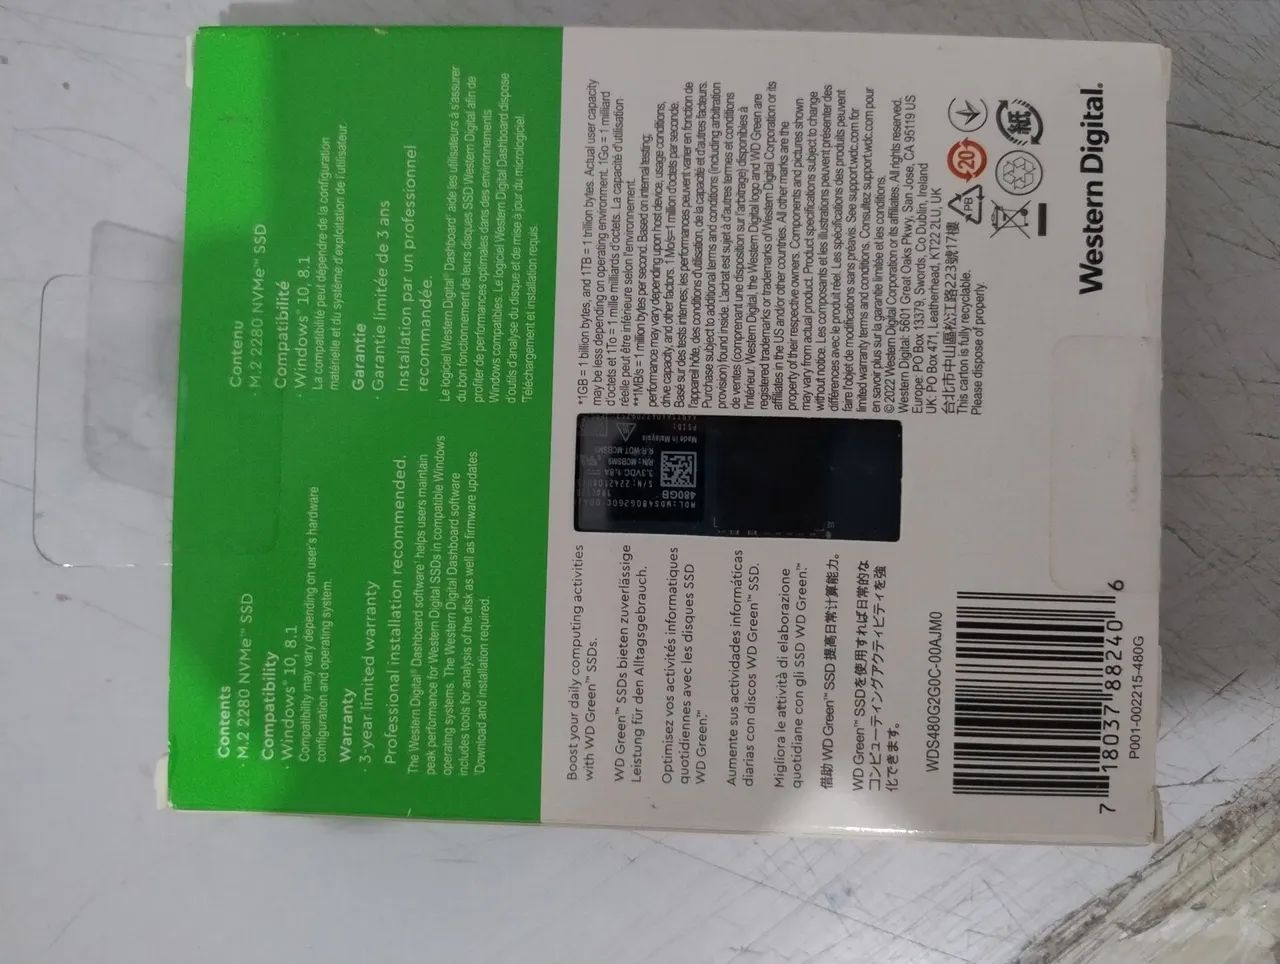 Contents
· M.2 2280 NVMe™ SSD
Compatibility
· Windows® 10, 8.1
Compatibility may vary depending on user's hardware
configuration and operating system.
Warranty
· 3-year limited warranty
Professional installation recommended.
The Western Digital® Dashboard software¹ helps users maintain
peak performance for Western Digital SSDs in compatible Windows
operating systems. The Western Digital Dashboard software
includes tools for analysis of the disk as well as firmware updates.
¹Download and installation required.
Contenu
· M.2 2280 NVMe™ SSD
Compatibilité
· Windows® 10, 8.1
La compatibilité peut dépendre de la configuration
matérielle et du système d'exploitation de l'utilisateur.
Garantie
· Garantie limitée de 3 ans
Installation par un professionnel
recommandée.
Le logiciel Western Digital® Dashboard¹ aide les utilisateurs à s'assurer
du bon fonctionnement de leurs disques SSD Western Digital afin de
profiter de performances optimales dans des environnements
Windows compatibles. Le logiciel Western Digital Dashboard dispose
d'outils d'analyse du disque et de mise à jour du micrologiciel.
¹Téléchargement et installation requis.
Boost your daily computing activities
with WD Green™ SSDs.
WD Green™ SSDs bieten zuverlässige
Leistung für den Alltagsgebrauch.
Optimisez vos activités informatiques
quotidiennes avec les disques SSD
WD Green.™
Aumente sus actividades informáticas
diarias con discos WD Green™ SSD.
Migliora le attività di elaborazione
quotidiane con gli SSD WD Green.™
借助 WD Green™ SSD 提高日常计算能力。
WD Green™ SSDを使用すれば日常的な
コンピューティングアクティビティを強
化できます。
WDS480G2G0C-00AJM0
7 18037 88240 6
P001-002215-480G
480GB
3.3VDC 1.8A
RN: MCBSM9
Made in Malaysia
PSID:
*1GB = 1 billion bytes, and 1TB = 1 trillion bytes. Actual user capacity
may be less depending on operating environment. 1Go = 1 milliard
d'octets et 1To = 1 mille milliards d'octets. La capacité d'utilisation
réelle peut être inférieure selon l'environnement.
**1MB/s = 1 million bytes per second. Based on internal testing;
performance may vary depending upon host device, usage conditions,
drive capacity, and other factors. 1 Mo/s=1 million d'octets par seconde.
Basé sur des tests internes; les performances peuvent varier en fonction de
l'appareil hôte, des conditions d'utilisation, de la capacité et d'autres facteurs.
Purchase subject to additional terms and conditions (including arbitration
provision) found inside. L'achat est sujet à d'autres termes et conditions
de ventes (comprenant une disposition sur l'arbitrage) disponibles à
l'intérieur. Western Digital, the Western Digital logo and WD Green are
registered trademarks or trademarks of Western Digital Corporation or its
affiliates in the US and/or other countries. All other marks are the
property of their respective owners. Components and pictures shown
may vary from actual product. Product specifications subject to change
without notice. Les composants et les illustrations peuvent présenter des
différences avec le produit réel. Les spécifications des produits peuvent
faire l'objet de modifications sans préavis. See support.wdc.com for
limited warranty terms and conditions. Consultez support.wdc.com pour
en savoir plus sur la garantie limitée et les conditions.
©2022 Western Digital Corporation or its affiliates. All rights reserved.
Western Digital: 5601 Great Oaks Pkwy, San Jose, CA 95119 US
Europe: PO Box 13379, Swords, Co Dublin, Ireland
UK: PO Box 471, Leatherhead, KT22 2LU, UK
台北市中山區松江路223號17樓
This carton is fully recyclable.
Please dispose of properly.
PB
20
紙
Western Digital.